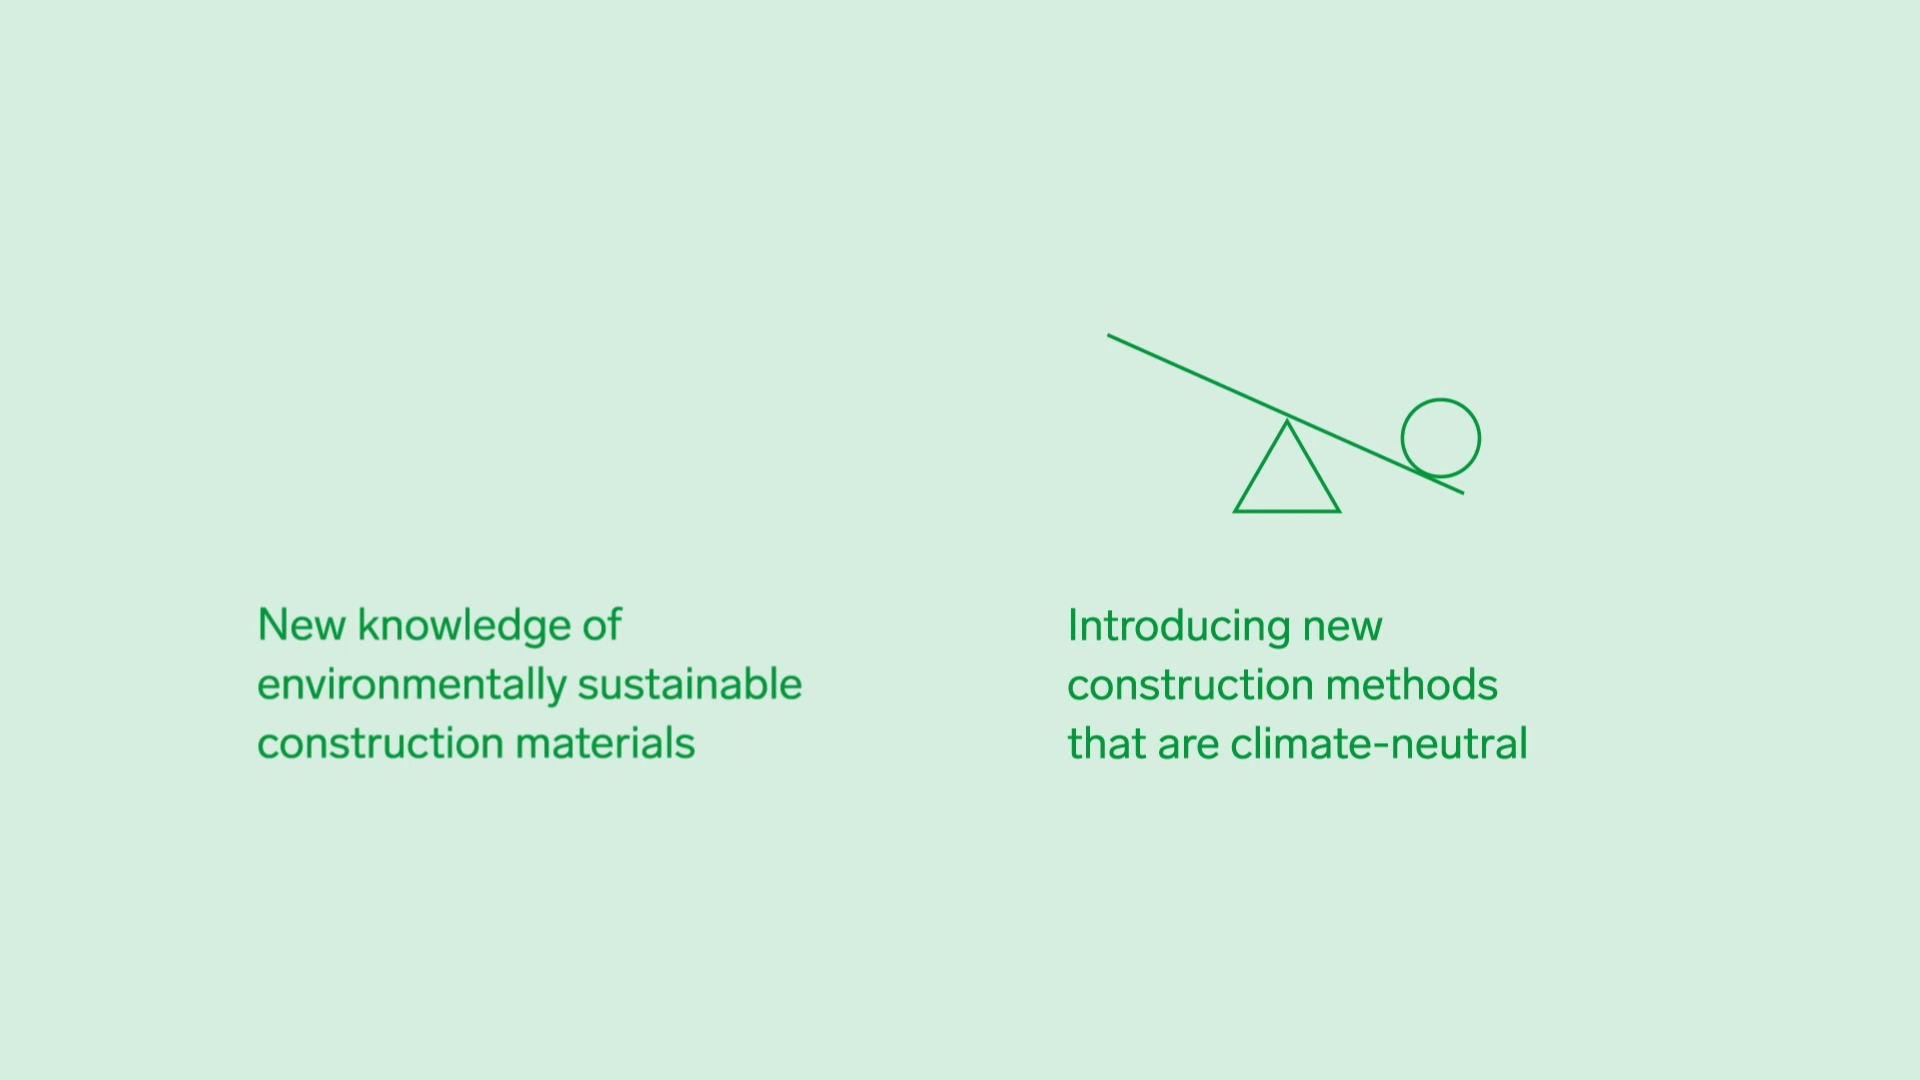 New knowledge of
environmentally sustainable
construction materials
Introducing new
construction methods
that are climate-neutral